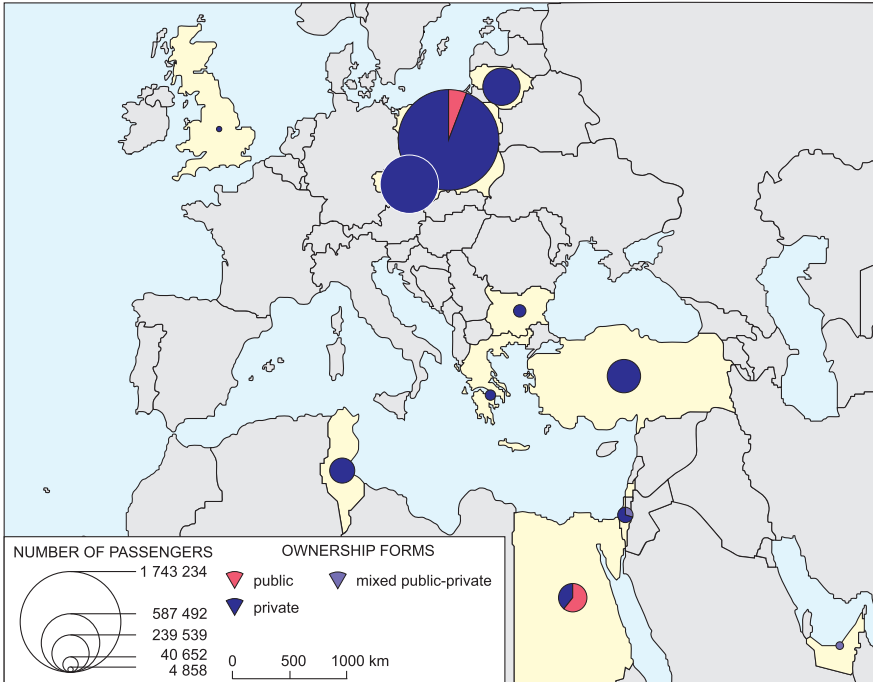 NUMBER OF PASSENGERS
1 743 234
587 492
239 539
40 652
4 858
OWNERSHIP FORMS
public
mixed public-private
private
0 500 1000 km